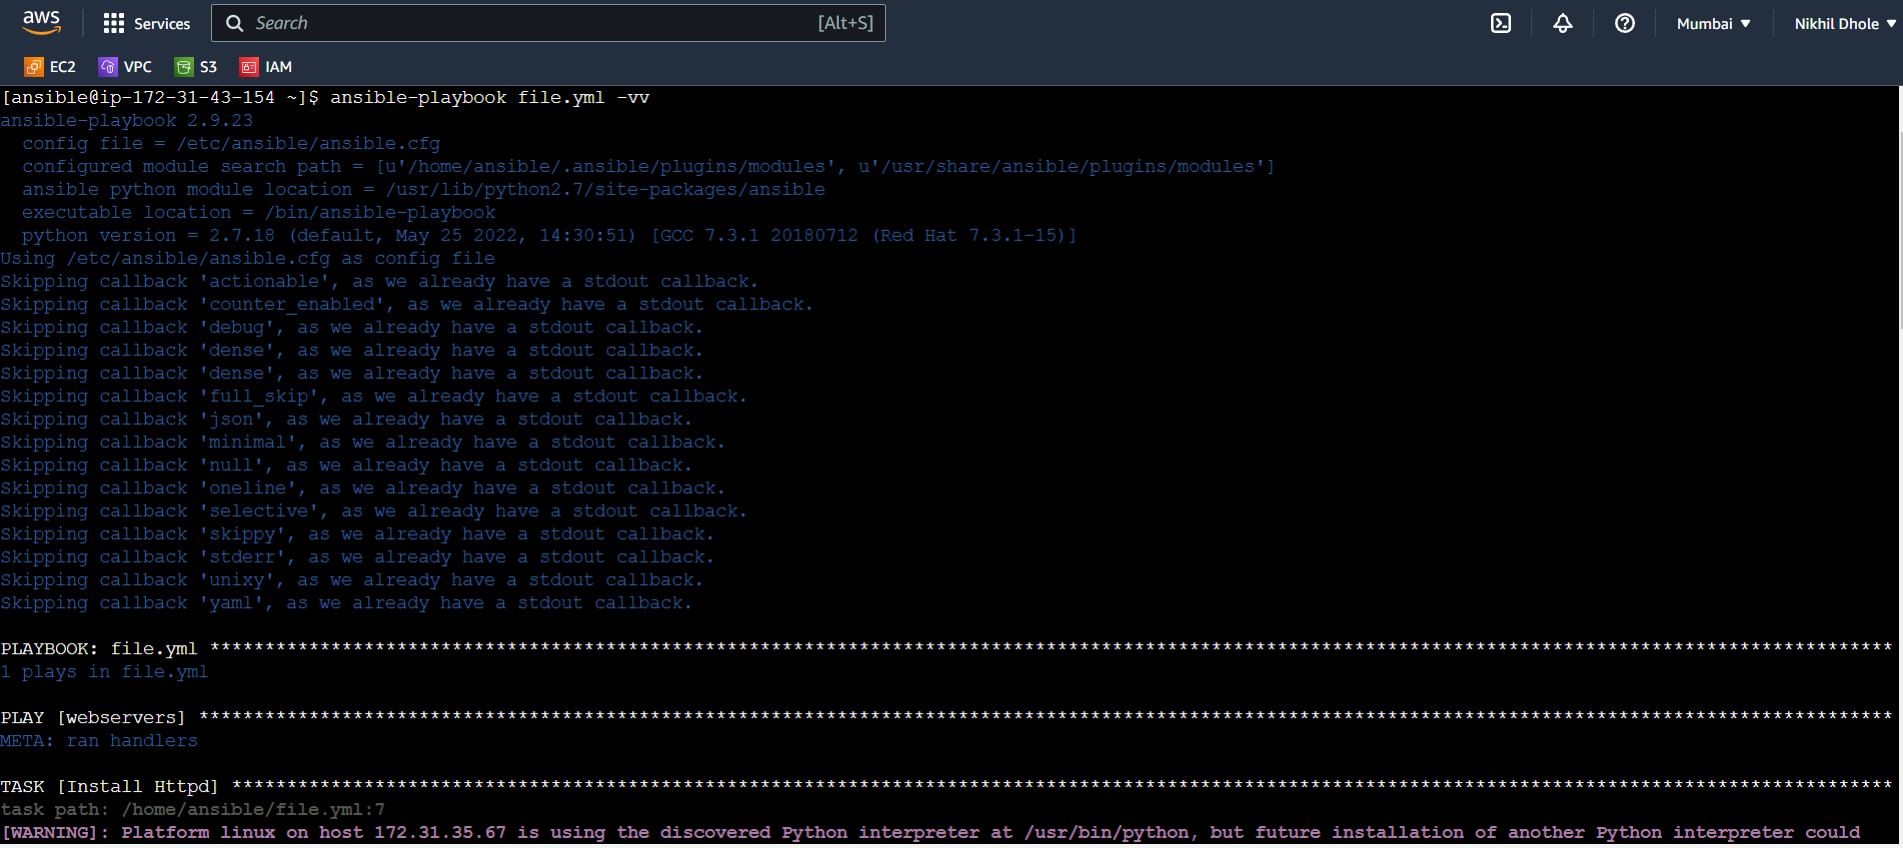 aws
Services
Search [Alt+S]
Mumbai
Nikhil Dhole
EC2 VPC S3 IAM
[ansible@ip-172-31-43-154 ~]$ ansible-playbook file.yml -vv
ansible-playbook 2.9.23
  config file = /etc/ansible/ansible.cfg
  configured module search path = [u'/home/ansible/.ansible/plugins/modules', u'/usr/share/ansible/plugins/modules']
  ansible python module location = /usr/lib/python2.7/site-packages/ansible
  executable location = /bin/ansible-playbook
  python version = 2.7.18 (default, May 25 2022, 14:30:51) [GCC 7.3.1 20180712 (Red Hat 7.3.1-15)]
Using /etc/ansible/ansible.cfg as config file
Skipping callback 'actionable', as we already have a stdout callback.
Skipping callback 'counter_enabled', as we already have a stdout callback.
Skipping callback 'debug', as we already have a stdout callback.
Skipping callback 'dense', as we already have a stdout callback.
Skipping callback 'dense', as we already have a stdout callback.
Skipping callback 'full_skip', as we already have a stdout callback.
Skipping callback 'json', as we already have a stdout callback.
Skipping callback 'minimal', as we already have a stdout callback.
Skipping callback 'null', as we already have a stdout callback.
Skipping callback 'oneline', as we already have a stdout callback.
Skipping callback 'selective', as we already have a stdout callback.
Skipping callback 'skippy', as we already have a stdout callback.
Skipping callback 'stderr', as we already have a stdout callback.
Skipping callback 'unixy', as we already have a stdout callback.
Skipping callback 'yaml', as we already have a stdout callback.
PLAYBOOK: file.yml *********************************************************************************************************************************************************
1 plays in file.yml
PLAY [webservers] **********************************************************************************************************************************************************
META: ran handlers
TASK [Install Httpd] *******************************************************************************************************************************************************
task path: /home/ansible/file.yml:7
[WARNING]: Platform linux on host 172.31.35.67 is using the discovered Python interpreter at /usr/bin/python, but future installation of another Python interpreter could